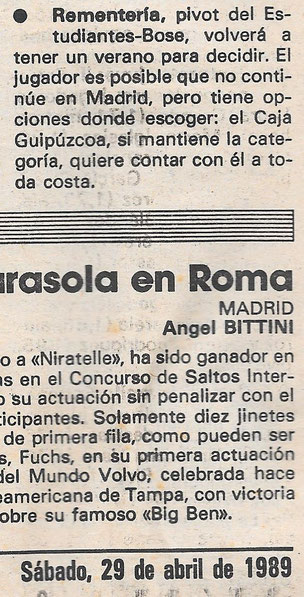 ● Rementería, pivot del Es-
tudiantes-Bose, volverá a
tener un verano para decidir. El
jugador es posible que no conti-
núe en Madrid, pero tiene op-
ciones donde escoger: el Caja
Guipúzcoa, si mantiene la cate-
goría, quiere contar con él a to-
da costa.
arasola en Roma
MADRID
Angel BITTINI
o a «Niratelle», ha sido ganador en
as en el Concurso de Saltos Inter-
o su actuación sin penalizar con el
ticipantes. Solamente diez jinetes
de primera fila, como pueden ser
s, Fuchs, en su primera actuación
del Mundo Volvo, celebrada hace
teamericana de Tampa, con victoria
obre su famoso «Big Ben».
Sábado, 29 de abril de 1989